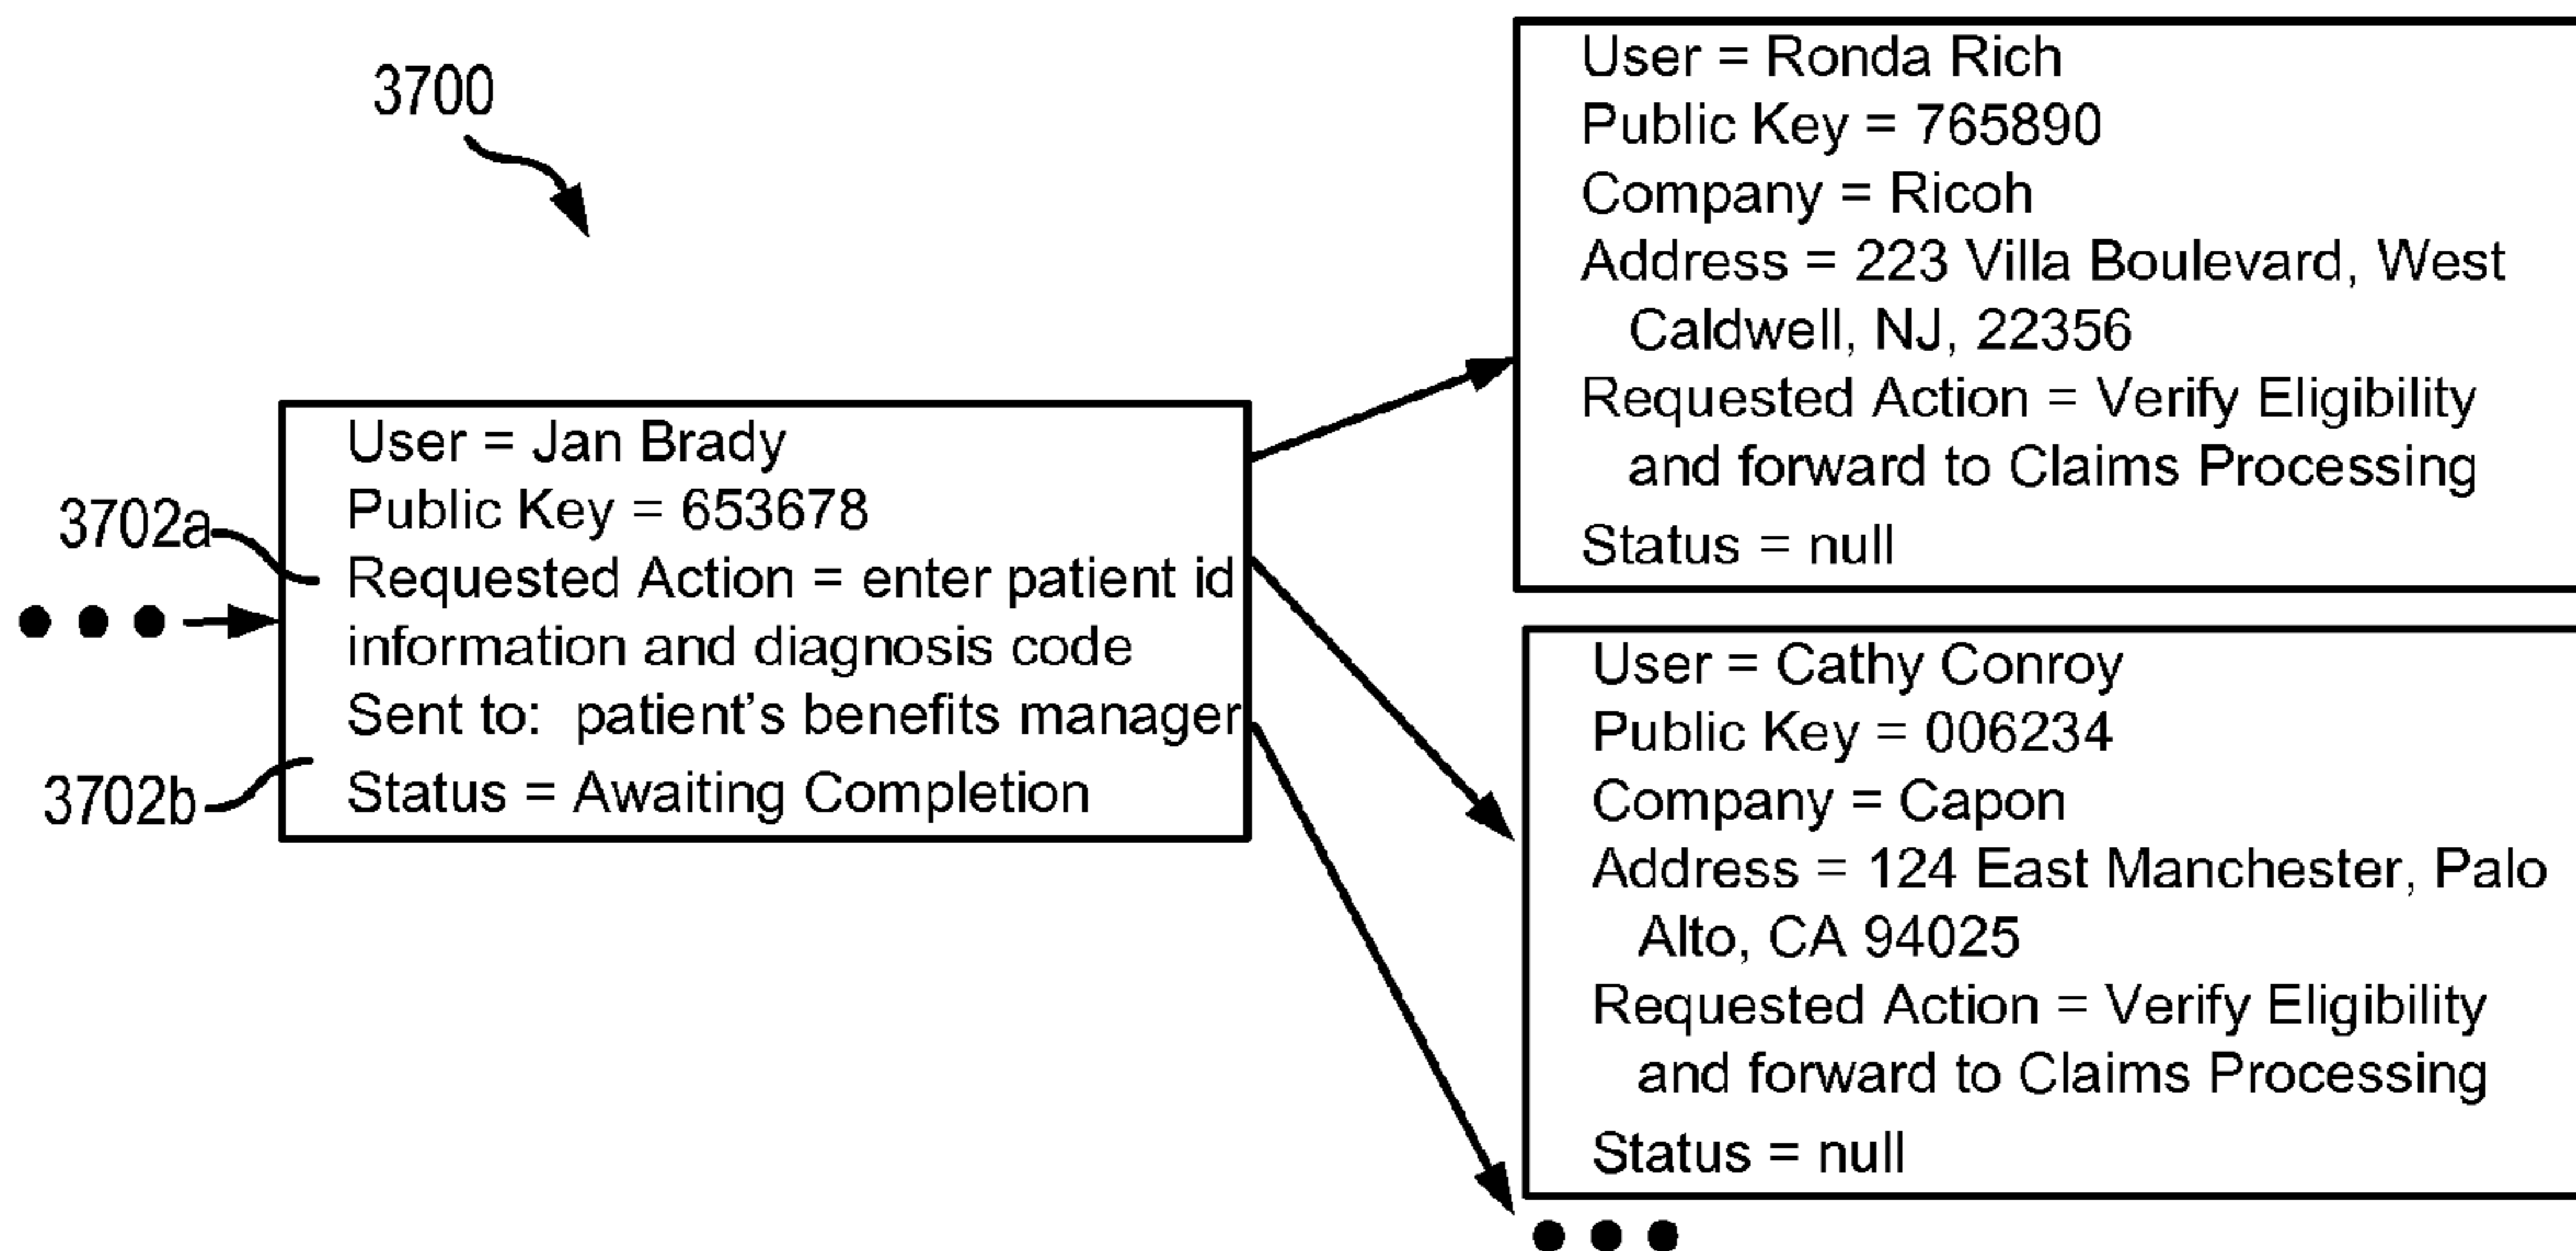 3700
3702a
3702b
User = Jan Brady
Public Key = 653678
Requested Action = enter patient id
information and diagnosis code
Sent to: patient's benefits manager
Status = Awaiting Completion
User = Ronda Rich
Public Key = 765890
Company = Ricoh
Address = 223 Villa Boulevard, West
Caldwell, NJ, 22356
Requested Action = Verify Eligibility
and forward to Claims Processing
Status = null
User = Cathy Conroy
Public Key = 006234
Company = Capon
Address = 124 East Manchester, Palo
Alto, CA 94025
Requested Action = Verify Eligibility
and forward to Claims Processing
Status = null